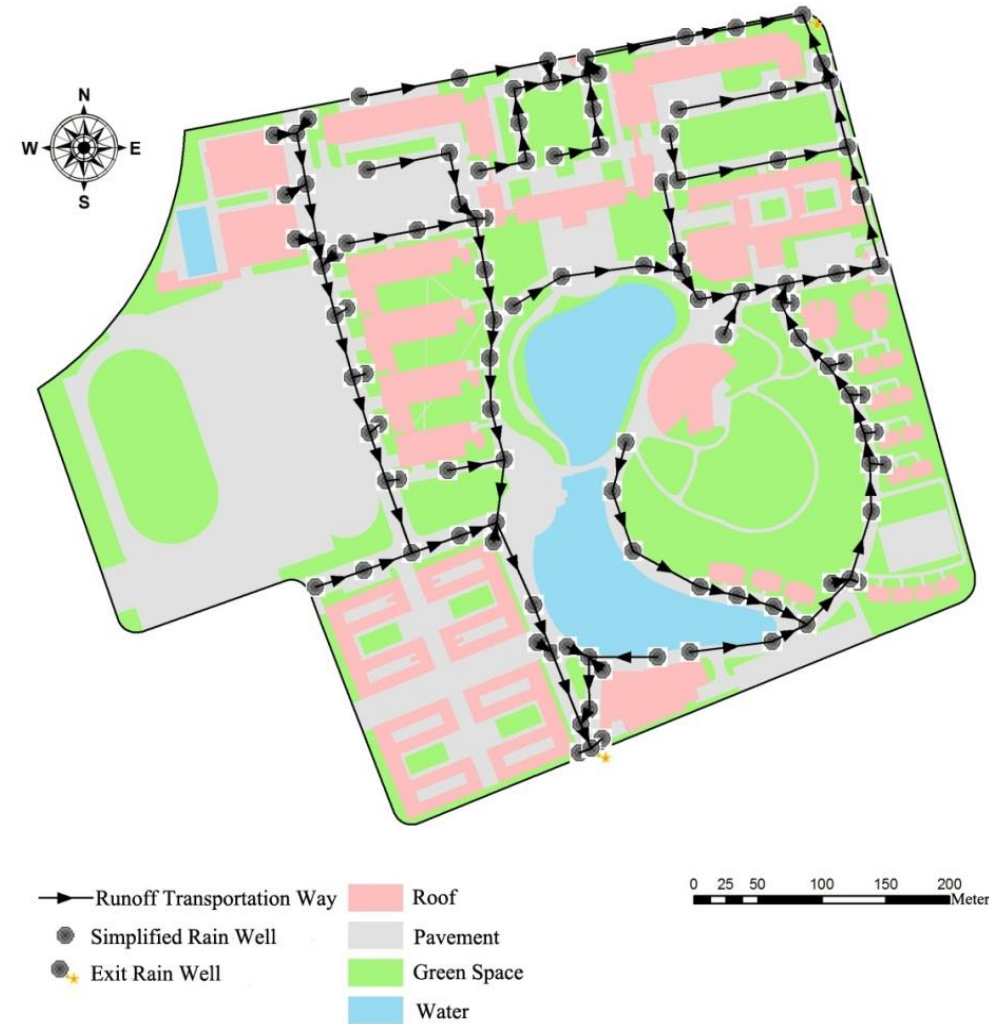 N
W E
S
Runoff Transportation Way
Simplified Rain Well
Exit Rain Well
Roof
Pavement
Green Space
Water
0 25 50 100 150 200
Meter